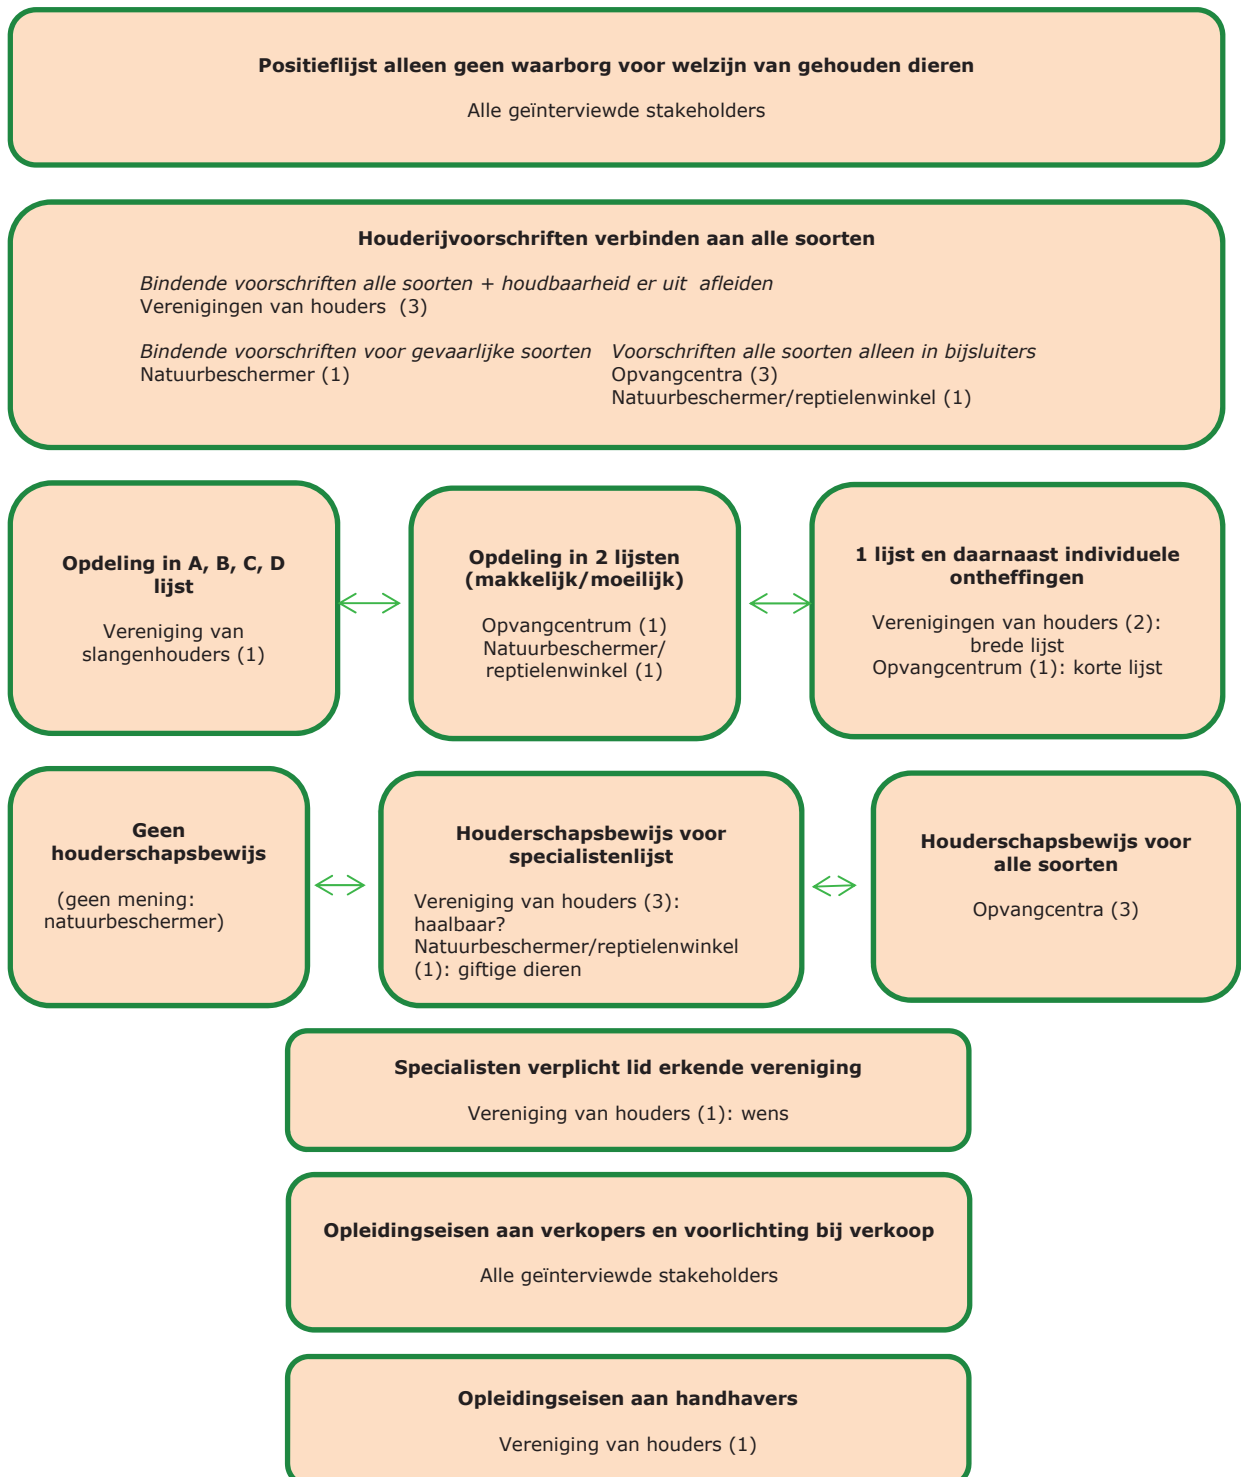 Positieflijst alleen geen waarborg voor welzijn van gehouden dieren
Alle geïnterviewde stakeholders
Houderijvoorschriften verbinden aan alle soorten
Bindende voorschriften alle soorten + houdbaarheid er uit afleiden
Verenigingen van houders (3)
Bindende voorschriften voor gevaarlijke soorten
Natuurbeschermer (1)
Voorschriften alle soorten alleen in bijsluiters
Opvangcentra (3)
Natuurbeschermer/reptielenwinkel (1)
Opdeling in A, B, C, D
lijst
Vereniging van
slangenhouders (1)
Opdeling in 2 lijsten
(makkelijk/moeilijk)
Opvangcentrum (1)
Natuurbeschermer/
reptielenwinkel (1)
1 lijst en daarnaast individuele
ontheffingen
Verenigingen van houders (2):
brede lijst
Opvangcentrum (1): korte lijst
Geen
houderschapsbewijs
(geen mening:
natuurbeschermer)
Houderschapsbewijs voor
specialistenlijst
Vereniging van houders (3):
haalbaar?
Natuurbeschermer/reptielenwinkel
(1): giftige dieren
Houderschapsbewijs voor
alle soorten
Opvangcentra (3)
Specialisten verplicht lid erkende vereniging
Vereniging van houders (1): wens
Opleidingseisen aan verkopers en voorlichting bij verkoop
Alle geïnterviewde stakeholders
Opleidingseisen aan handhavers
Vereniging van houders (1)